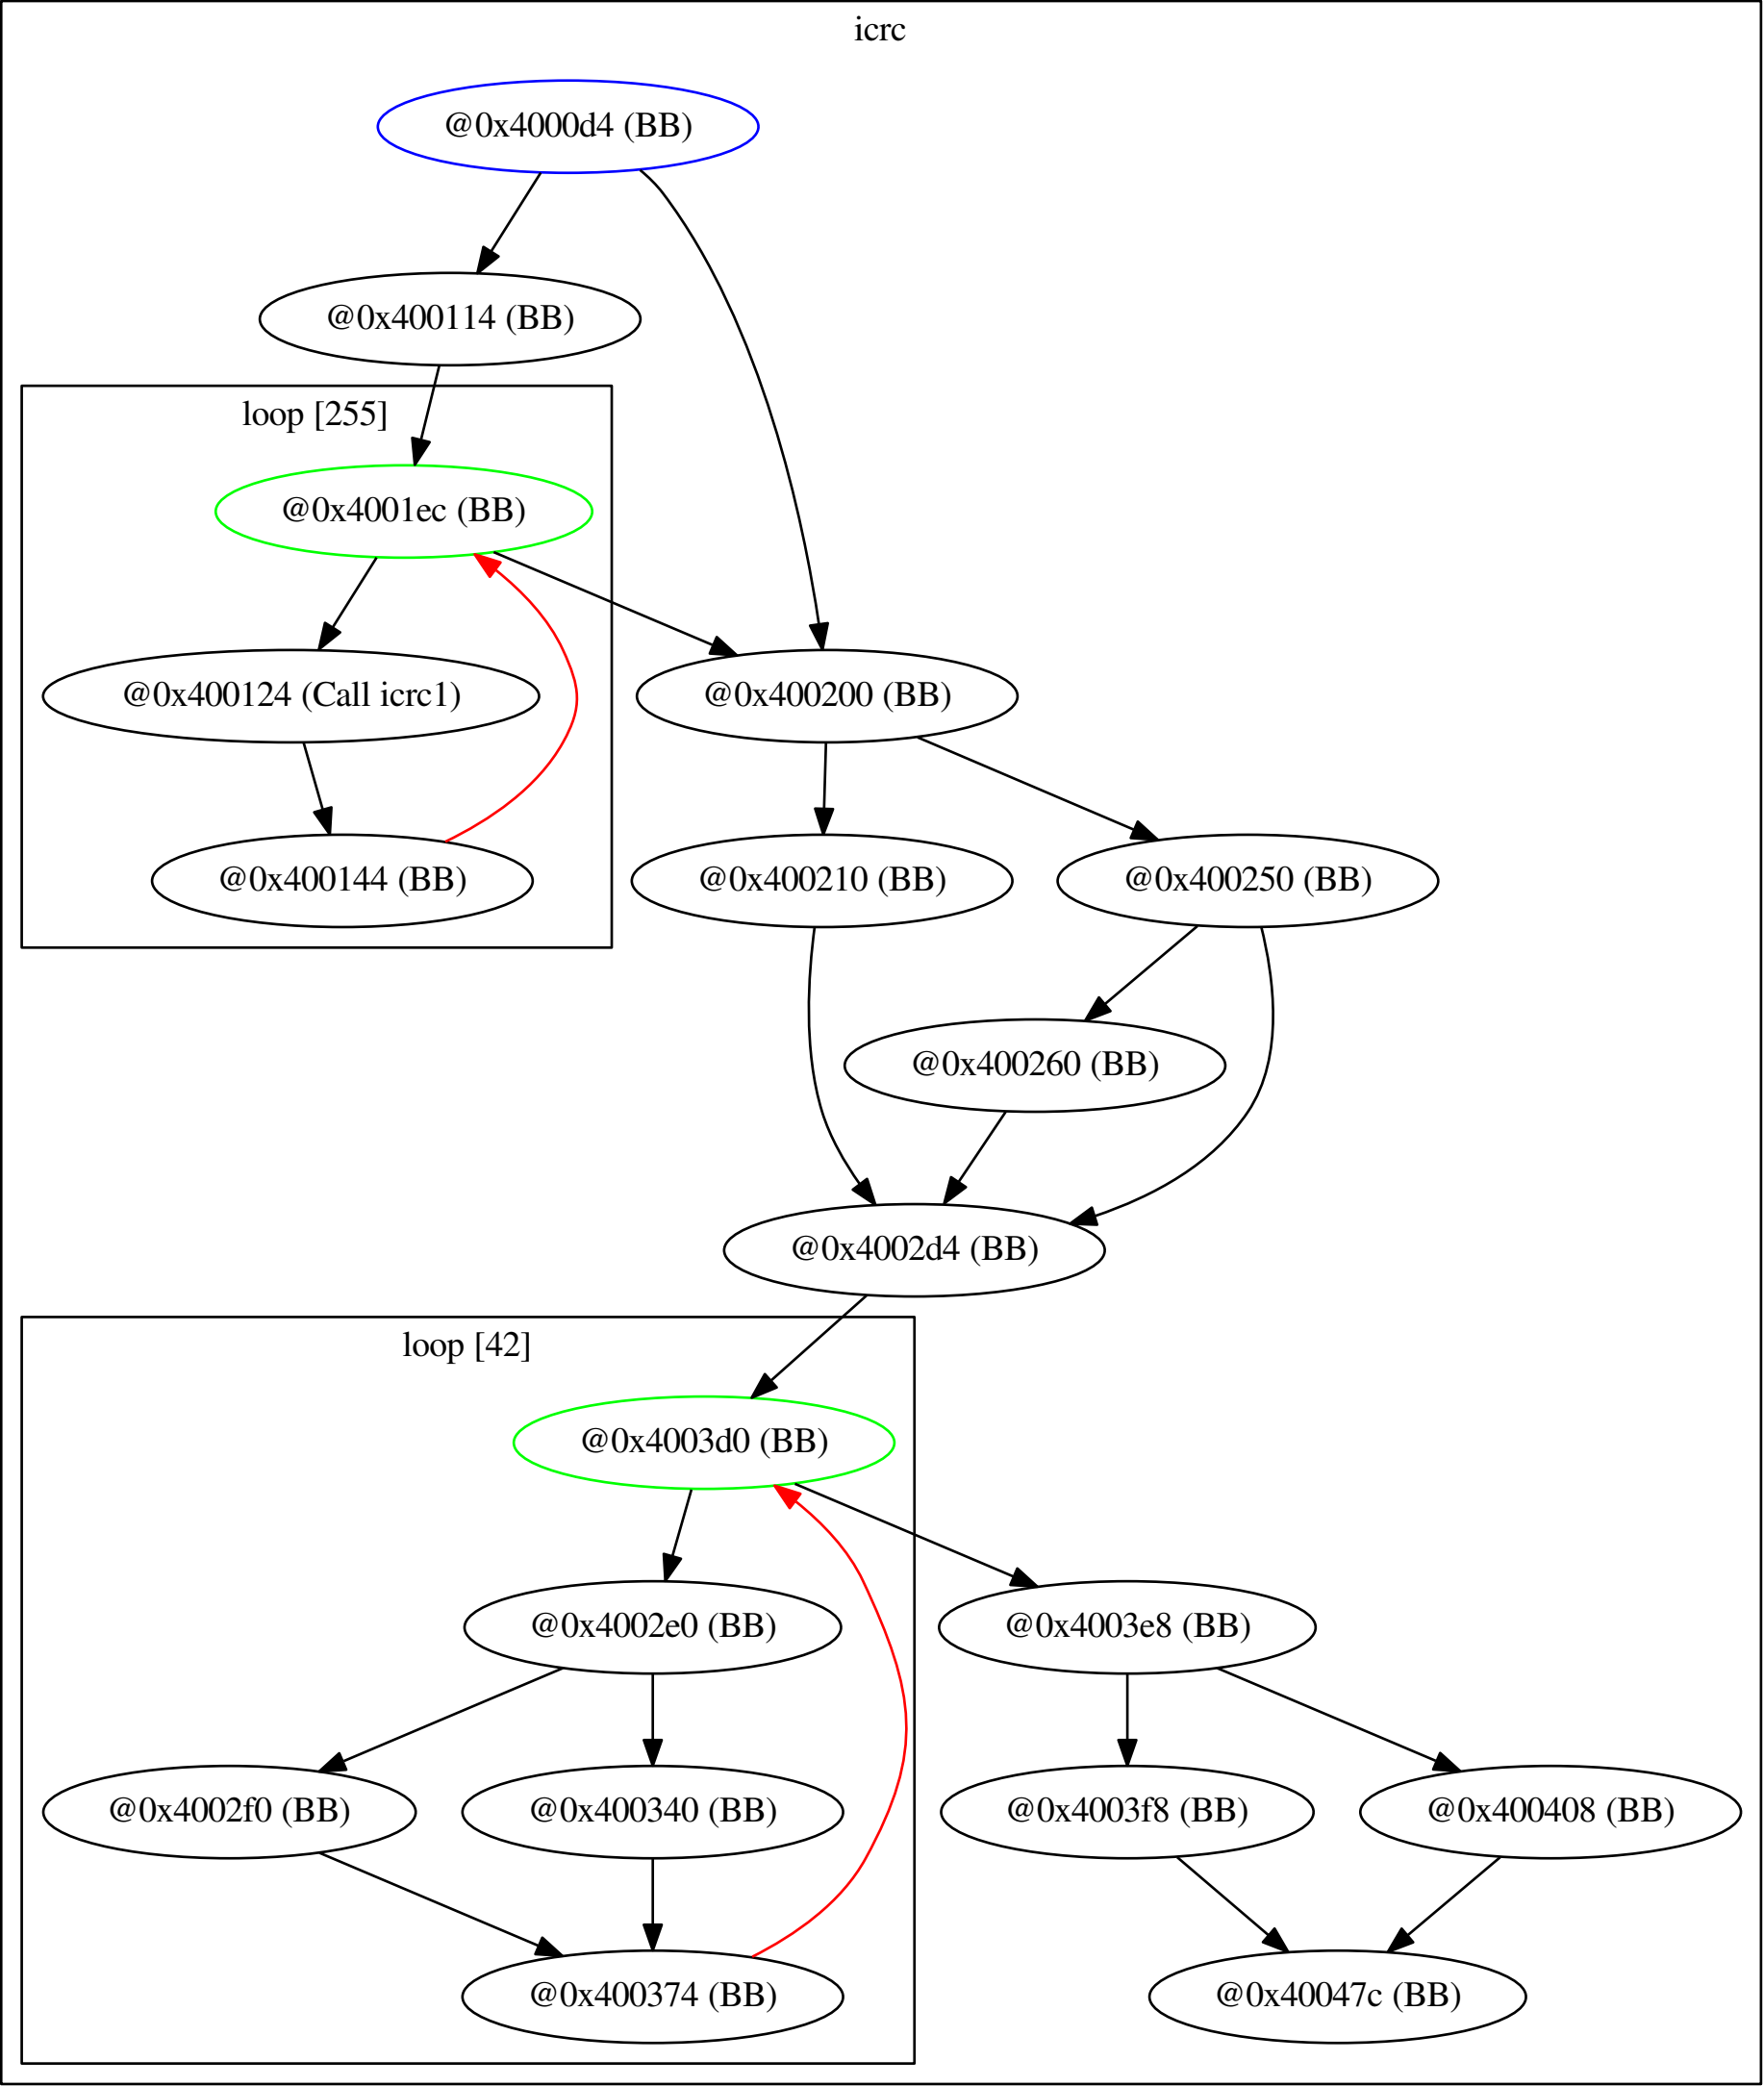 icrc
@0x4000d4 (BB)
@0x400114 (BB)
loop [255]
@0x4001ec (BB)
@0x400124 (Call icrc1)
@0x400200 (BB)
@0x400144 (BB)
@0x400210 (BB)
@0x400250 (BB)
@0x400260 (BB)
@0x4002d4 (BB)
loop [42]
@0x4003d0 (BB)
@0x4002e0 (BB)
@0x4003e8 (BB)
@0x4002f0 (BB)
@0x400340 (BB)
@0x4003f8 (BB)
@0x400408 (BB)
@0x400374 (BB)
@0x40047c (BB)